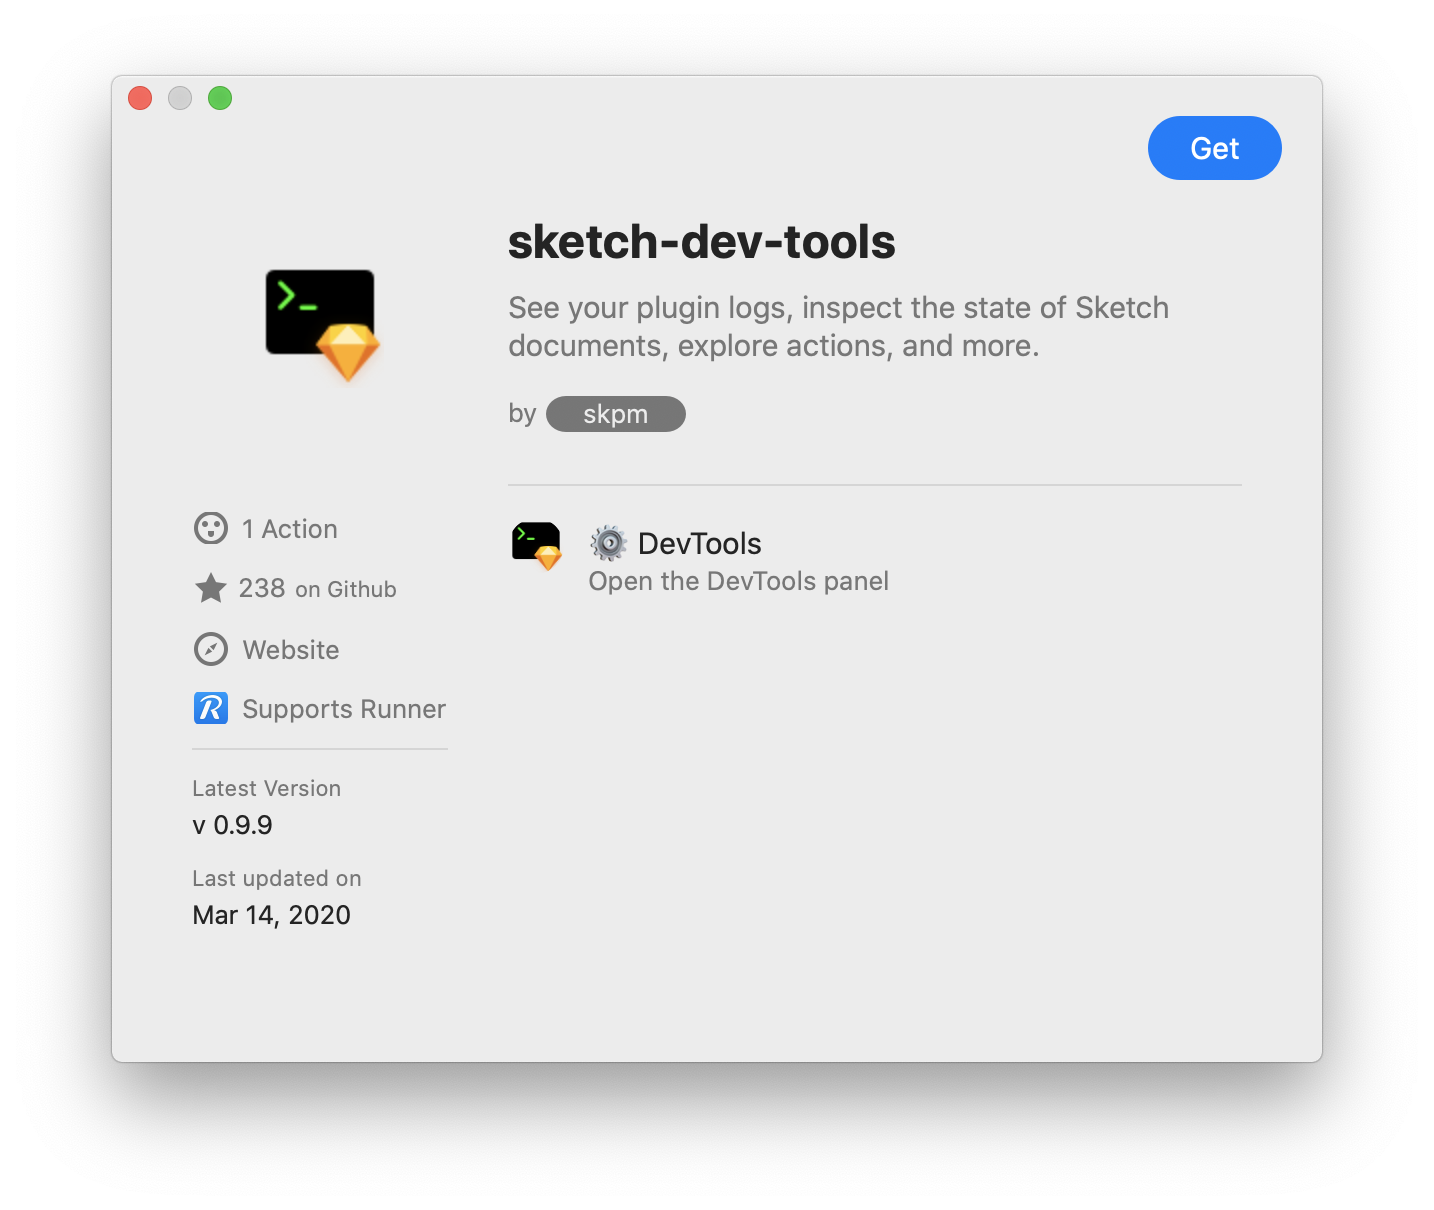 Get
sketch-dev-tools
See your plugin logs, inspect the state of Sketch
documents, explore actions, and more.
by skpm
1 Action
238 on Github
Website
Supports Runner
Latest Version
v 0.9.9
Last updated on
Mar 14, 2020
DevTools
Open the DevTools panel